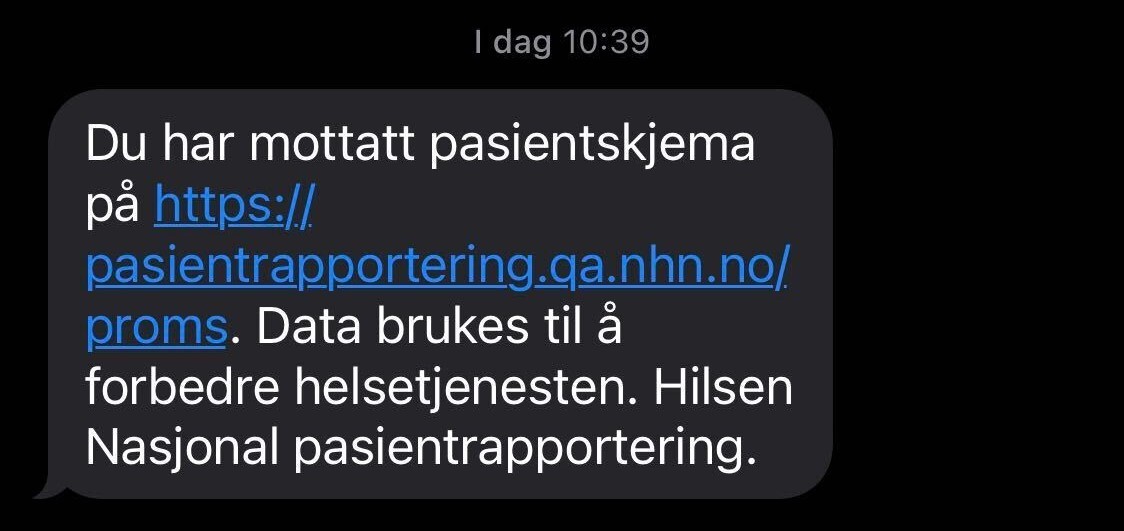 I dag 10:39
Du har mottatt pasientskjema
på https://
pasientrapportering.qa.nhn.no/
proms. Data brukes til å
forbedre helsetjenesten. Hilsen
Nasjonal pasientrapportering.